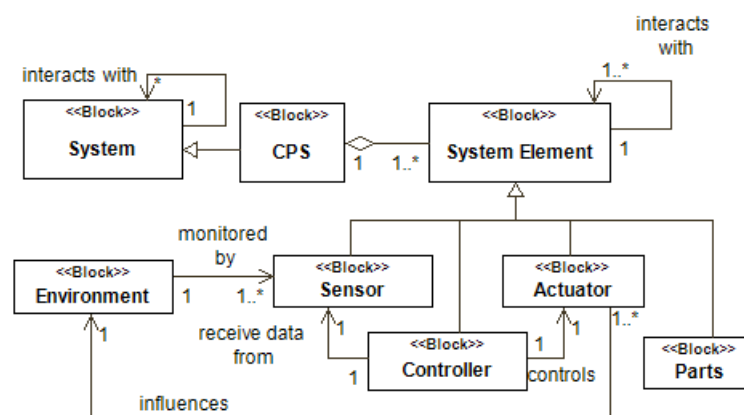 interacts
with
interacts with
*
1..*
<<Block>>
System
1
<<Block>>
CPS
1
1..*
<<Block>>
System Element
1
monitored
by
<<Block>>
Environment
1
1..*
<<Block>>
Sensor
<<Block>>
Actuator
1
receive data
from
1
1
1
1..*
<<Block>>
Controller
1
controls
<<Block>>
Parts
influences